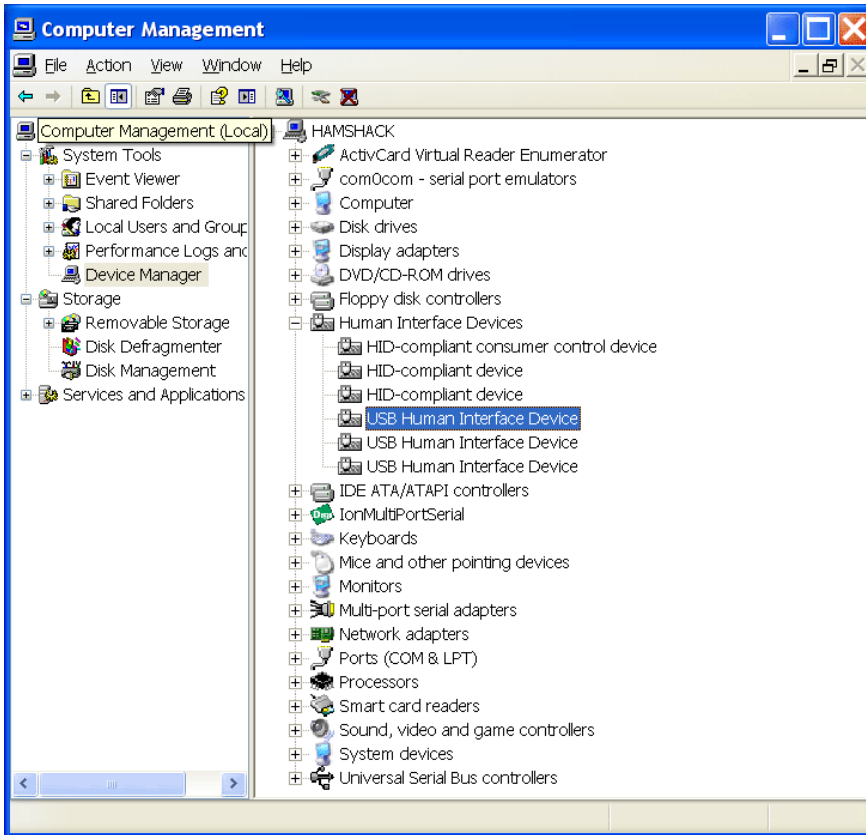 Computer Management
File Action View Window Help
Computer Management (Local)
System Tools
Event Viewer
Shared Folders
Local Users and Group
Performance Logs and
Device Manager
Storage
Removable Storage
Disk Defragmenter
Disk Management
Services and Applications
HAMSHACK
ActivCard Virtual Reader Enumerator
com0com - serial port emulators
Computer
Disk drives
Display adapters
DVD/CD-ROM drives
Floppy disk controllers
Human Interface Devices
HID-compliant consumer control device
HID-compliant device
HID-compliant device
USB Human Interface Device
USB Human Interface Device
USB Human Interface Device
IDE ATA/ATAPI controllers
IonMultiPortSerial
Keyboards
Mice and other pointing devices
Monitors
Multi-port serial adapters
Network adapters
Ports (COM & LPT)
Processors
Smart card readers
Sound, video and game controllers
System devices
Universal Serial Bus controllers